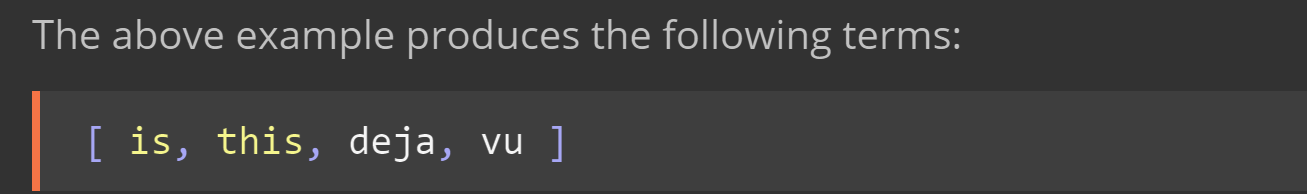 The above example produces the following terms:
[ is, this, deja, vu ]